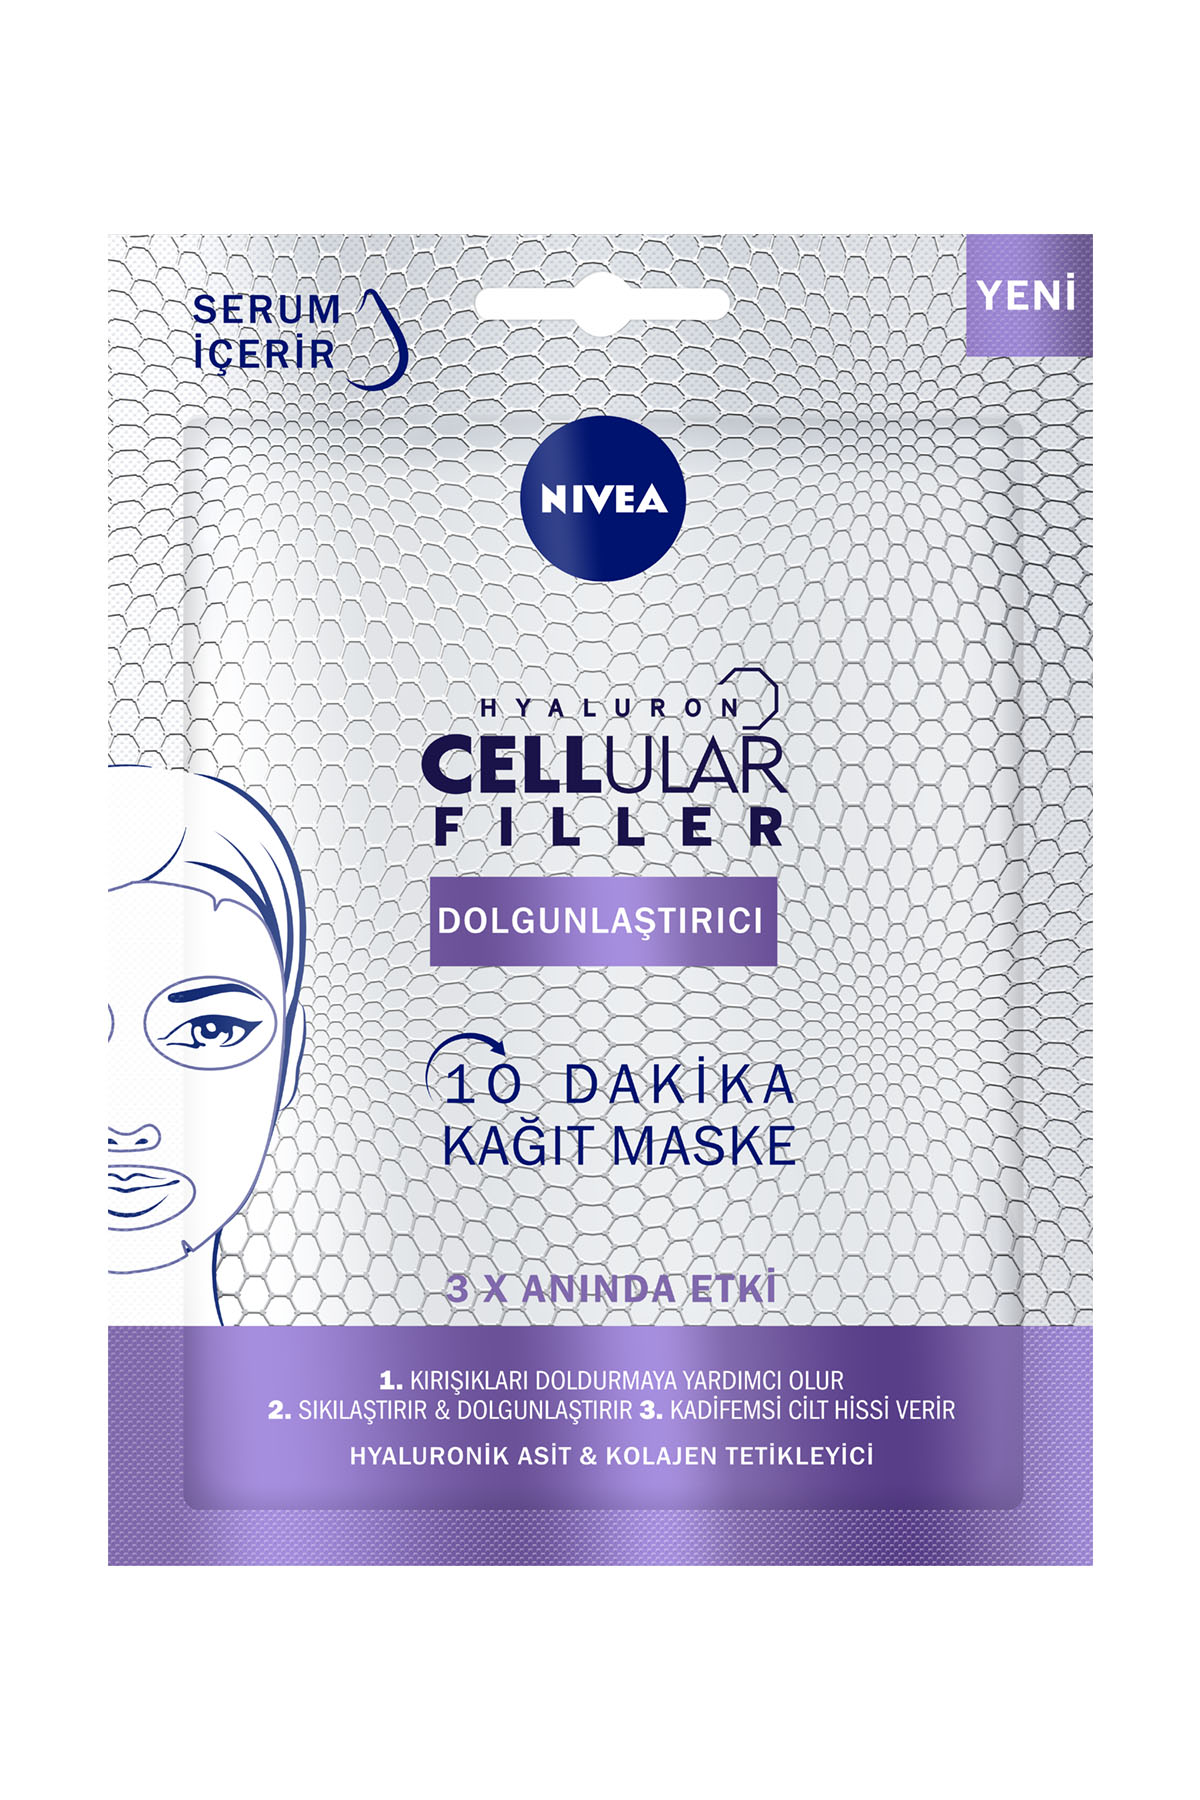 SERUM
İÇERİR
YENİ
NIVEA
HYALURON
CELLULAR
FILLER
DOLGUNLAŞTIRICI
10 DAKİKA
KAĞIT MASKE
3 X ANINDA ETKİ
1. KIRIŞIKLARI DOLDURMAYA YARDIMCI OLUR
2. SIKILAŞTIRIR & DOLGUNLAŞTIRIR 3. KADİFEMSİ CİLT HİSSİ VERİR
HYALURONİK ASİT & KOLAJEN TETİKLEYİCİ